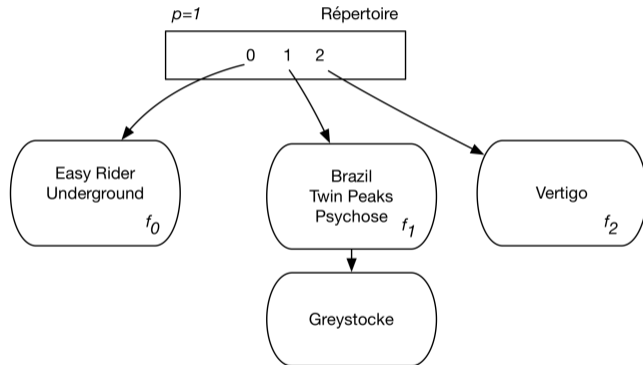 p=1 Répertoire
0 1 2
Easy Rider
Underground
f0
Brazil
Twin Peaks
Psychose
f1
Vertigo
f2
Greystocke